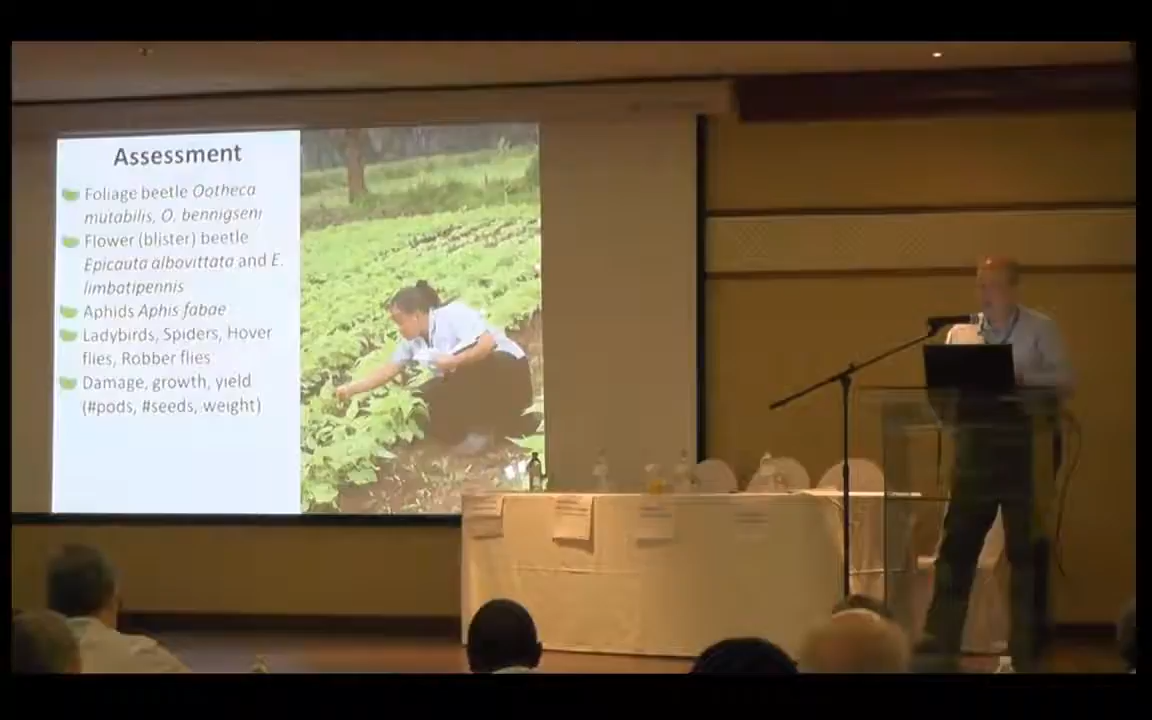 Assessment
Foliage beetle Ootheca
mutabilis, O. bennigseni
Flower (blister) beetle
Epicauta albovittata and E.
limbatipennis
Aphids Aphis fabae
Ladybirds, Spiders, Hover
flies, Robber flies
Damage, growth, yield
(#pods, #seeds, weight)